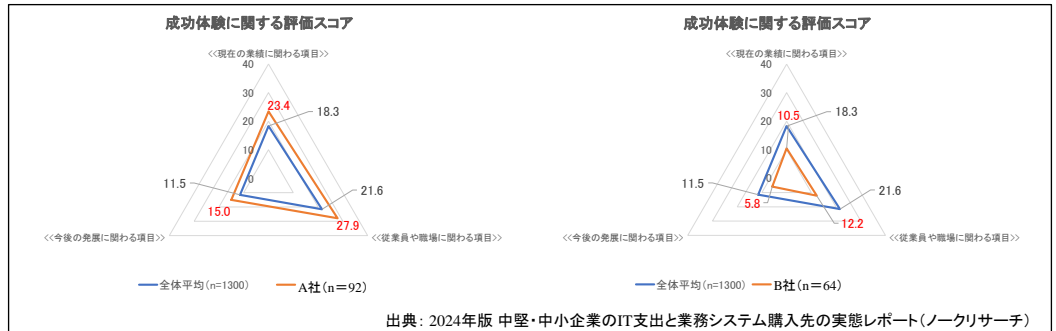 成功体験に関する評価スコア
<<現在の業績に関わる項目>>
40
30
23.4
20
18.3
10
0
11.5
21.6
15.0
27.9
<<今後の発展に関わる項目>>
<<従業員や職場に関わる項目>>
全体平均(n=1300)
A社(n=92)
成功体験に関する評価スコア
<<現在の業績に関わる項目>>
40
30
20
10.5
18.3
10
0
11.5
21.6
5.8
12.2
<<今後の発展に関わる項目>>
<<従業員や職場に関わる項目>>
全体平均(n=1300)
B社(n=64)
出典: 2024年版 中堅・中小企業のIT支出と業務システム購入先の実態レポート(ノークリサーチ)